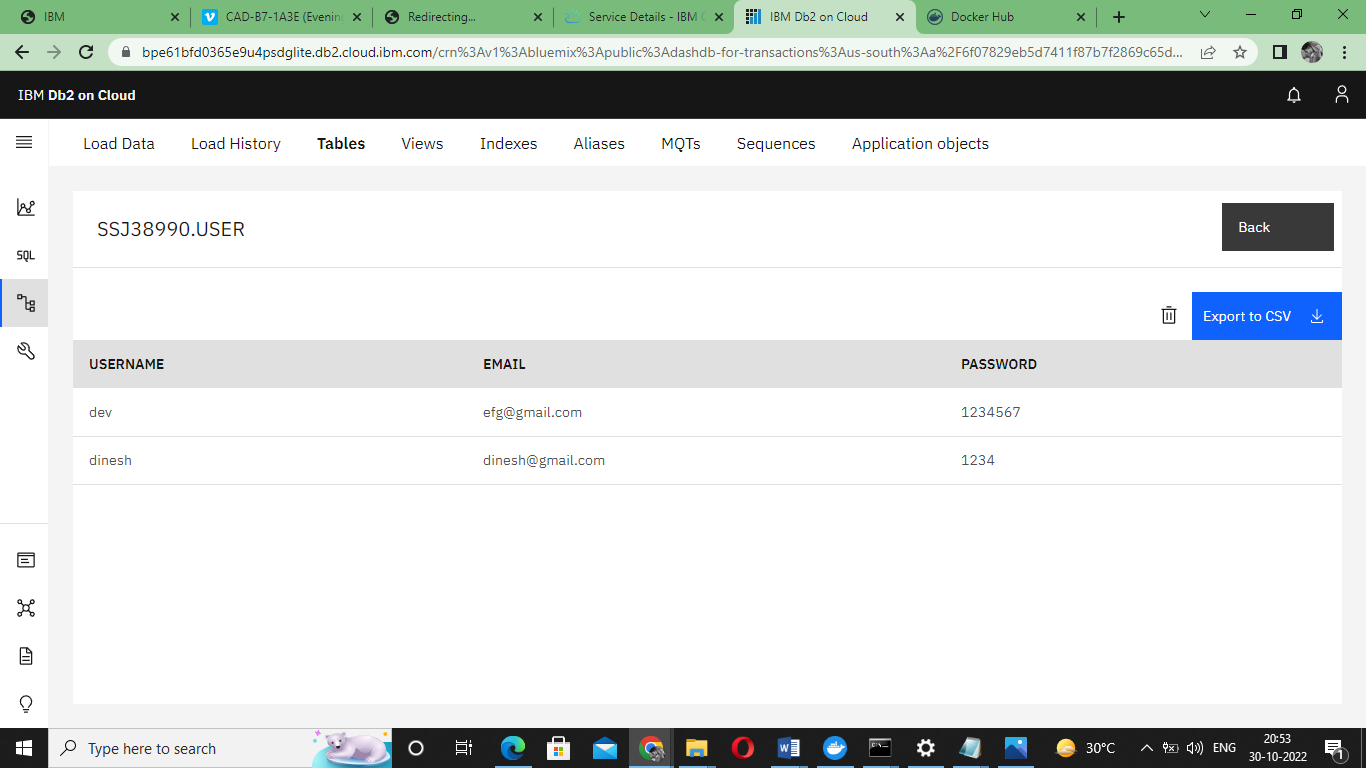 IBM
CAD-B7-1A3E (Evenin
Redirecting...
Service Details - IBM C
IBM Db2 on Cloud
Docker Hub
bpe61bfd0365e9u4psdglite.db2.cloud.ibm.com/crn%3Av1%3Abluemix%3Apublic%3Adashdb-for-transactions%3Aus-south%3Aa%2F6f07829eb5d7411f87b7f2869c65d...
IBM Db2 on Cloud
Load Data Load History Tables Views Indexes Aliases MQTs Sequences Application objects
SQL
SSJ38990.USER
Back
Export to CSV
USERNAME EMAIL PASSWORD
dev efg@gmail.com 1234567
dinesh dinesh@gmail.com 1234
Type here to search
30°C
ENG
20:53
30-10-2022
1